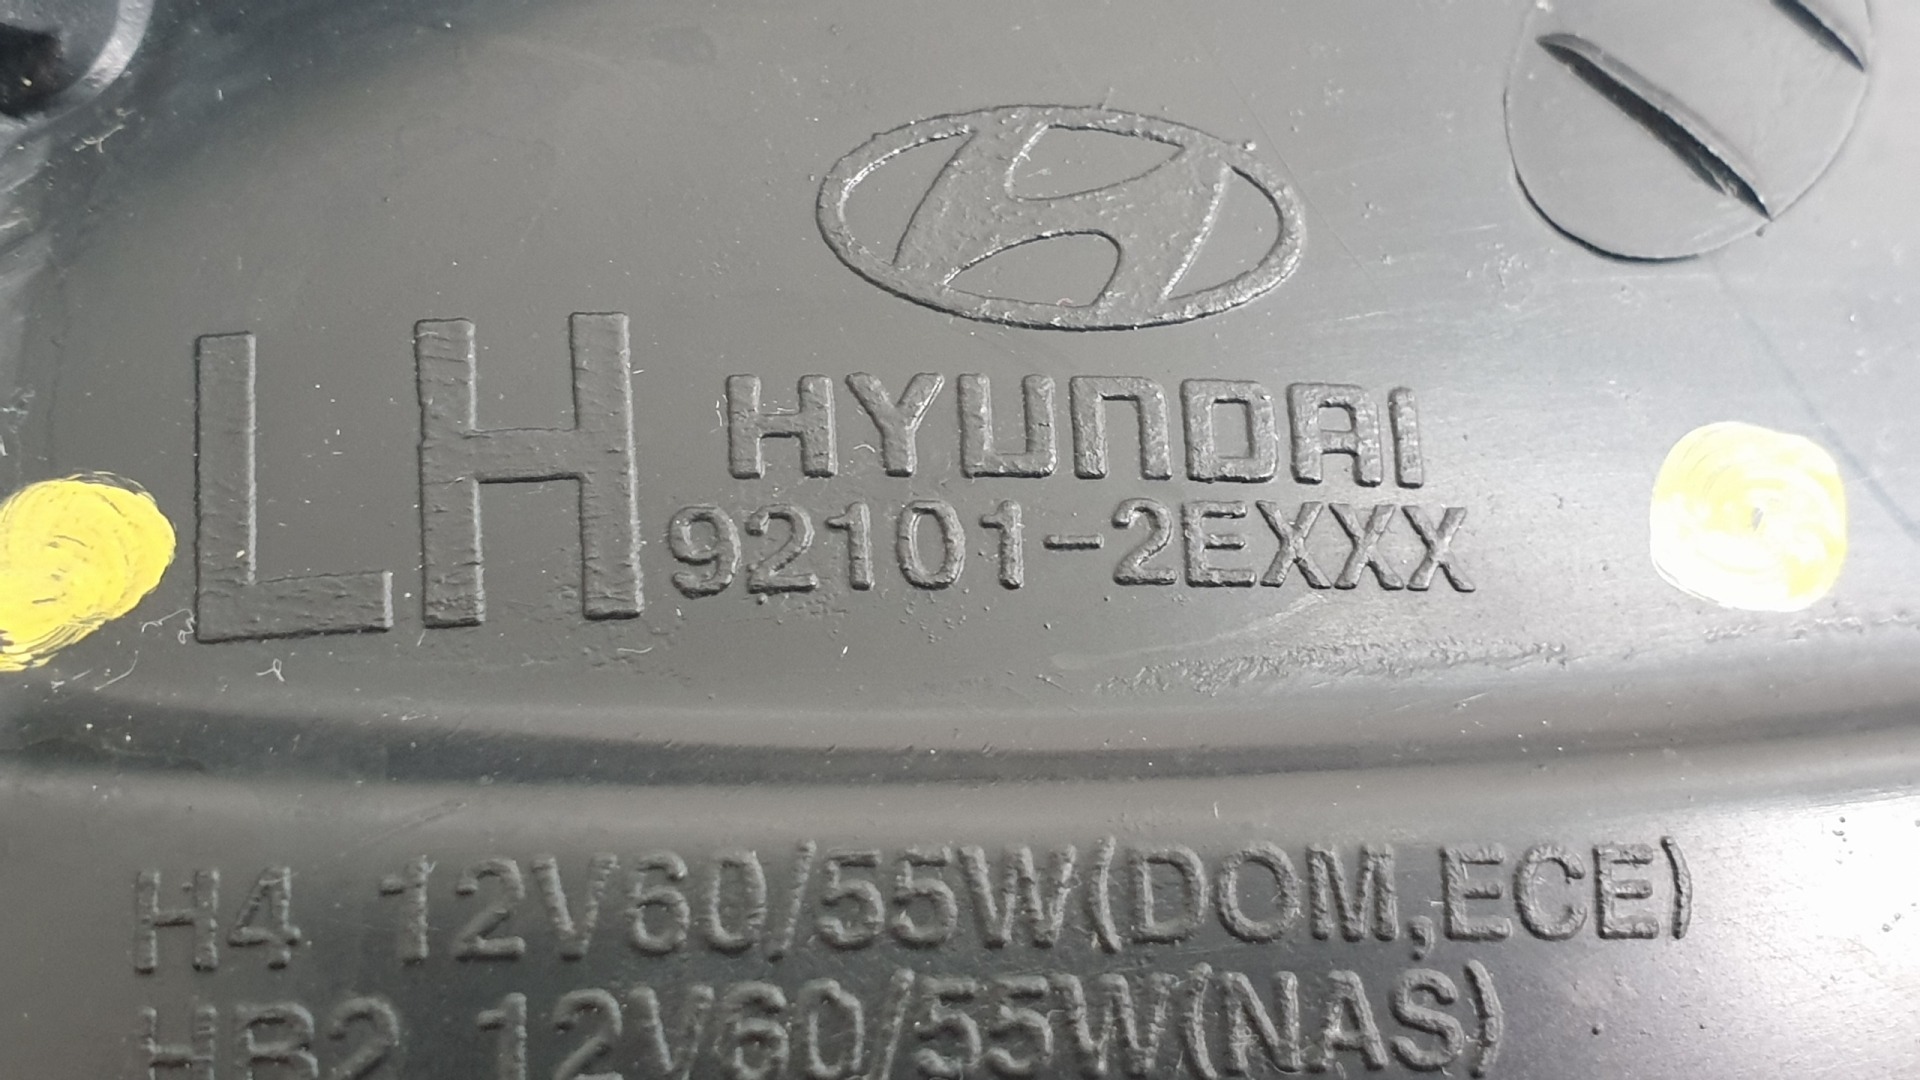 HYUNDAI
LH 92101-2EXXX
H4 12V60/55W(DOM,ECE)
HB2 12V60/55W(NAS)